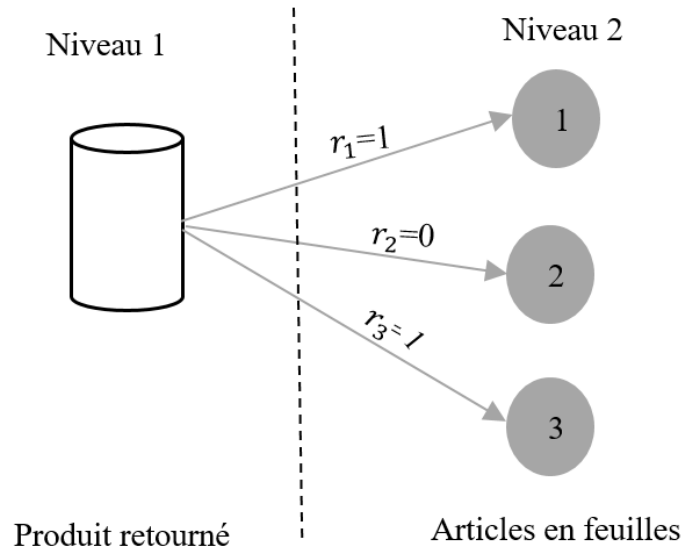 Niveau 1
Niveau 2
r₁=1
1
r₂=0
2
r₃= 1
3
Produit retourné
Articles en feuilles